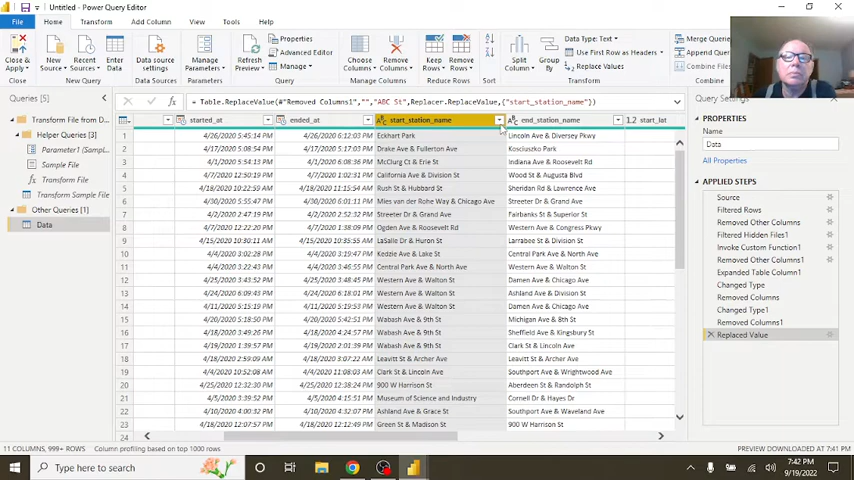 Untitled - Power Query Editor
File
Home
Transform
Add Column
View
Tools
Help
Close &
Apply
Close
New
Source
Recent
Sources
Enter
Data
New Query
Data source
settings
Data Sources
Manage
Parameters
Parameters
Refresh
Preview
Properties
Advanced Editor
Manage
Query
Choose
Columns
Remove
Columns
Manage Columns
Keep
Rows
Remove
Rows
Reduce Rows
Sort
Split
Column
Group
By
Data Type: Text
Use First Row as Headers
Replace Values
Transform
Merge Queries
Append Queries
Queries [5]
= Table.ReplaceValue(#"Removed Columns1","","ABC St",Replacer.ReplaceValue,{"start_station_name"})
Transform File from D
Helper Queries [3]
Parameter1 (Sample
Sample File
Transform File
Transform Sample File
Other Queries [1]
Data
started_at ended_at start_station_name end_station_name 1.2 start_lat
1 4/26/2020 5:45:14 PM 4/26/2020 6:12:03 PM Eckhart Park Lincoln Ave & Diversey Pkwy
2 4/17/2020 5:08:54 PM 4/17/2020 5:17:03 PM Drake Ave & Fullerton Ave Kosciuszko Park
3 4/1/2020 5:54:13 PM 4/1/2020 6:08:36 PM McClurg Ct & Erie St Indiana Ave & Roosevelt Rd
4 4/7/2020 12:50:19 PM 4/7/2020 1:02:31 PM California Ave & Division St Wood St & Augusta Blvd
5 4/18/2020 10:22:59 AM 4/18/2020 11:15:54 AM Rush St & Hubbard St Sheridan Rd & Lawrence Ave
6 4/30/2020 5:55:47 PM 4/30/2020 6:01:11 PM Mies van der Rohe Way & Chicago Ave Streeter Dr & Grand Ave
7 4/2/2020 2:47:19 PM 4/2/2020 2:52:32 PM Streeter Dr & Grand Ave Fairbanks St & Superior St
8 4/7/2020 12:22:20 PM 4/7/2020 1:38:09 PM Ogden Ave & Roosevelt Rd Western Ave & Congress Pkwy
9 4/15/2020 10:30:11 AM 4/15/2020 10:35:55 AM LaSalle Dr & Huron St Larrabee St & Division St
10 4/4/2020 3:02:28 PM 4/4/2020 3:19:47 PM Kedzie Ave & Lake St Central Park Ave & North Ave
11 4/4/2020 3:22:43 PM 4/4/2020 3:46:55 PM Central Park Ave & North Ave Western Ave & Walton St
12 4/25/2020 3:43:52 PM 4/25/2020 3:48:57 PM Western Ave & Walton St Damen Ave & Chicago Ave
13 4/24/2020 6:09:03 PM 4/24/2020 6:18:01 PM Western Ave & Walton St Ashland Ave & Division St
14 4/11/2020 5:15:19 PM 4/11/2020 5:19:53 PM Western Ave & Walton St Damen Ave & Chicago Ave
15 4/20/2020 5:18:50 PM 4/20/2020 5:50:42 PM Wabash Ave & 9th St Michigan Ave & 8th St
16 4/18/2020 3:49:26 PM 4/18/2020 4:24:57 PM Wabash Ave & 9th St Sheffield Ave & Kingsbury St
17 4/19/2020 1:39:57 PM 4/19/2020 2:01:30 PM Wabash Ave & 9th St Clark St & Lincoln Ave
18 4/18/2020 2:59:09 AM 4/18/2020 3:07:22 AM Leavitt St & Archer Ave Leavitt St & Archer Ave
19 4/4/2020 10:52:08 AM 4/4/2020 11:08:03 AM Clark St & Lincoln Ave Southport Ave & Wrightwood Ave
20 4/25/2020 12:32:30 PM 4/25/2020 12:38:31 PM 900 W Harrison St Aberdeen St & Randolph St
21 4/5/2020 3:39:52 PM 4/5/2020 4:15:51 PM Museum of Science and Industry Cornell Dr & Hayes Dr
22 4/10/2020 4:00:32 PM 4/10/2020 4:32:07 PM Ashland Ave & Grace St Southport Ave & Waveland Ave
23 4/18/2020 12:07:57 PM 4/18/2020 12:12:49 PM Green St & Madison St 900 W Harrison St
24
Query Settings
PROPERTIES
Name
Data
All Properties
APPLIED STEPS
Source
Filtered Rows
Removed Other Columns
Filtered Hidden Files1
Invoke Custom Function1
Removed Other Columns1
Expanded Table Column1
Changed Type
Removed Columns
Changed Type1
Removed Columns1
Replaced Value
11 COLUMNS, 999+ ROWS Column profiling based on top 1000 rows PREVIEW DOWNLOADED AT 7:41 PM
Type here to search
7:42 PM
9/19/2022